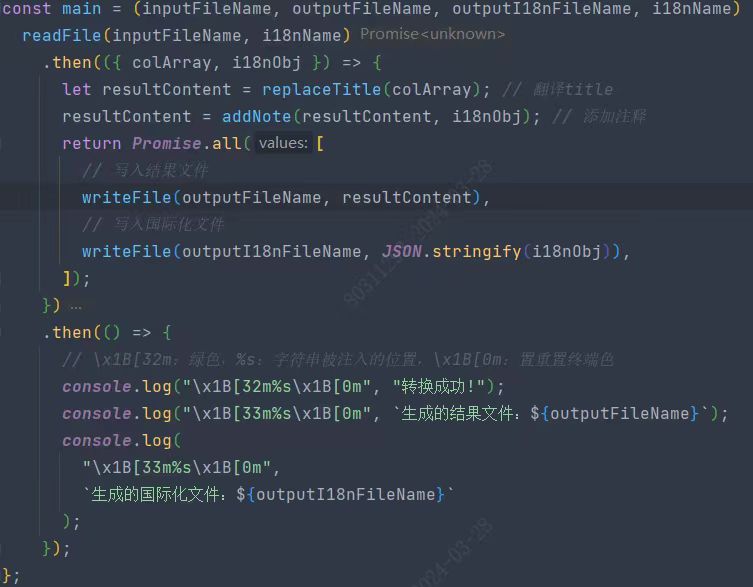 const main = (inputFileName, outputFileName, outputI18nFileName, i18nName)
readFile(inputFileName, i18nName) Promise<unknown>
.then(({ colArray, i18nObj }) => {
let resultContent = replaceTitle(colArray); // 翻译title
resultContent = addNote(resultContent, i18nObj); // 添加注释
return Promise.all( values: [
// 写入结果文件
writeFile(outputFileName, resultContent),
// 写入国际化文件
writeFile(outputI18nFileName, JSON.stringify(i18nObj)),
]);
}) ...
.then(() => {
// \x1B[32m：绿色，%s：字符串被注入的位置，\x1B[0m：置重置终端色
console.log("\x1B[32m%s\x1B[0m", "转换成功!");
console.log("\x1B[33m%s\x1B[0m", `生成的结果文件：${outputFileName}`);
console.log(
"\x1B[33m%s\x1B[0m",
`生成的国际化文件：${outputI18nFileName}`
);
});
};
2024-03-28